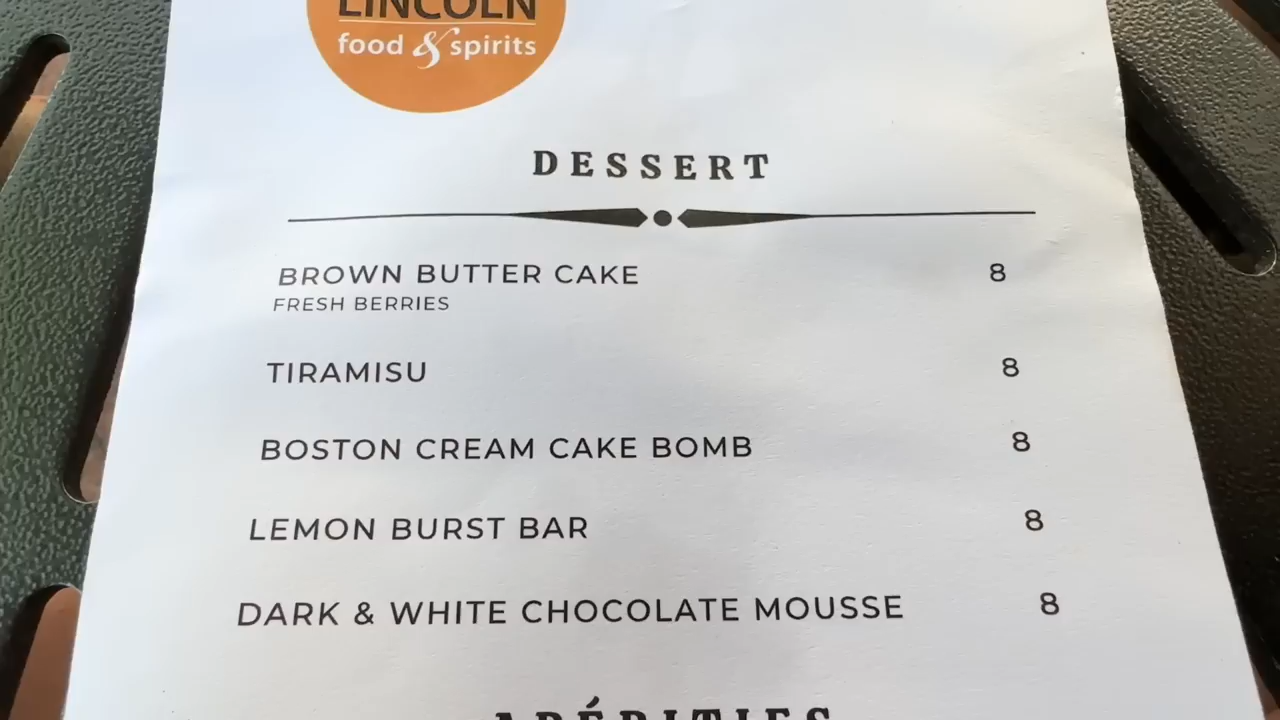 LINCOLN
food & spirits
DESSERT
BROWN BUTTER CAKE 8
FRESH BERRIES
TIRAMISU 8
BOSTON CREAM CAKE BOMB 8
LEMON BURST BAR 8
DARK & WHITE CHOCOLATE MOUSSE 8